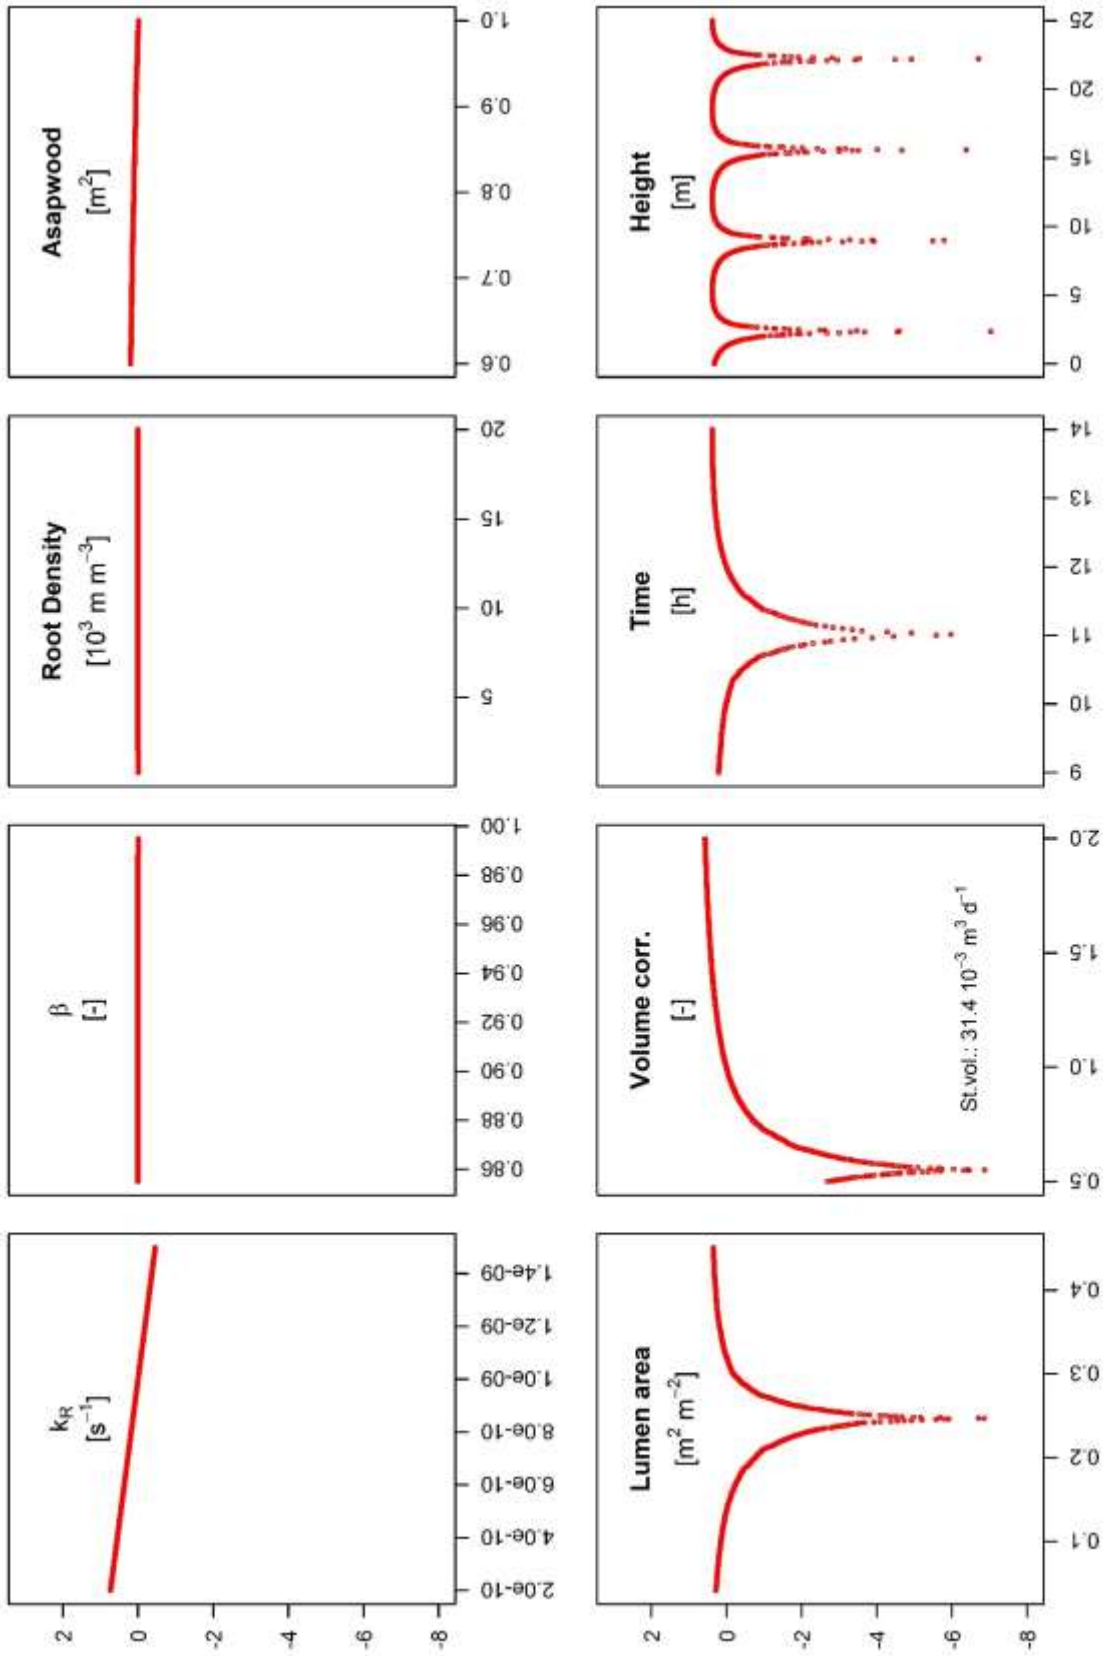 k_R
[s⁻¹]
2
0
-2
-4
-6
-8
2.0e-10
4.0e-10
6.0e-10
8.0e-10
1.0e-09
1.2e-09
1.4e-09
β
[-]
0.86
0.88
0.90
0.92
0.94
0.96
0.98
1.00
Root Density
[10³ m m⁻³]
5
10
15
20
Asapwood
[m²]
0.6
0.7
0.8
0.9
1.0
Lumen area
[m² m⁻²]
2
0
-2
-4
-6
-8
0.1
0.2
0.3
0.4
Volume corr.
[-]
St.vol.: 31.4 10⁻³ m³ d⁻¹
0.5
1.0
1.5
2.0
Time
[h]
9
10
11
12
13
14
Height
[m]
0
5
10
15
20
25